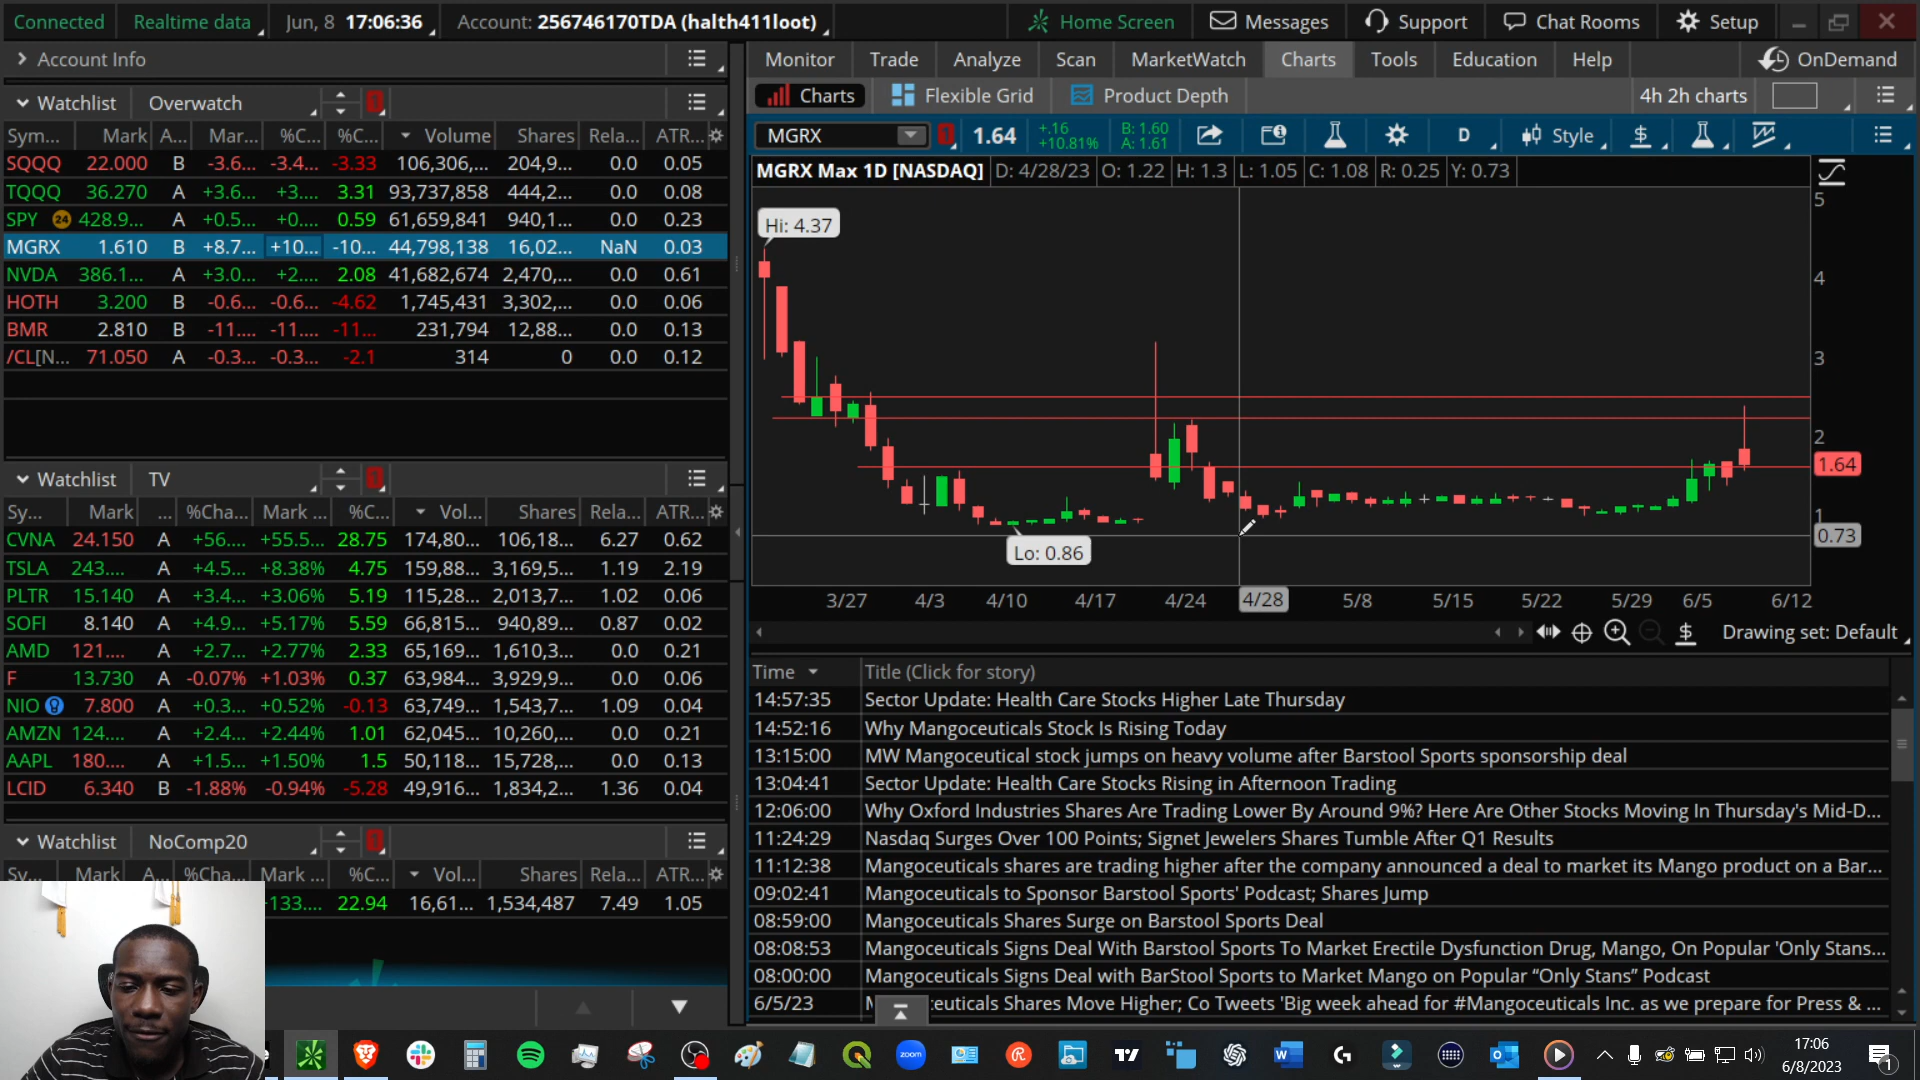 Connected Realtime data Jun, 8 17:06:36 Account: 256746170TDA (halth411loot) Home Screen Messages Support Chat Rooms Setup
Account Info
Monitor Trade Analyze Scan MarketWatch Charts Tools Education Help OnDemand
Charts Flexible Grid Product Depth 4h 2h charts
Watchlist Overwatch 1
MGRX 1 1.64 +.16 +10.81% B: 1.60 A: 1.61 D Style
Sym... Mark A... Mar... %C... %C... Volume Shares Rela... ATR...
MGRX Max 1D [NASDAQ] D: 4/28/23 O: 1.22 H: 1.3 L: 1.05 C: 1.08 R: 0.25 Y: 0.73
SQQQ 22.000 B -3.6... -3.4... -3.33 106,306,... 204,9... 0.0 0.05
TQQQ 36.270 A +3.6... +3.... 3.31 93,737,858 444,2... 0.0 0.08
SPY 24 428.9... A +0.5... +0.... 0.59 61,659,841 940,1... 0.0 0.23
MGRX 1.610 B +8.7... +10... -10... 44,798,138 16,02... NaN 0.03
NVDA 386.1... A +3.0... +2.... 2.08 41,682,674 2,470,... 0.0 0.61
HOTH 3.200 B -0.6... -0.6... -4.62 1,745,431 3,302,... 0.0 0.06
BMR 2.810 B -11.... -11.... -11... 231,794 12,88... 0.0 0.13
/CL[N... 71.050 A -0.3... -0.3... -2.1 314 0 0.0 0.12
Hi: 4.37
Lo: 0.86
5
4
3
2
1.64
1
0.73
3/27 4/3 4/10 4/17 4/24 4/28 5/8 5/15 5/22 5/29 6/5 6/12
Drawing set: Default
Watchlist TV 1
Sy... Mark ... %Cha... Mark ... %C... Vol... Shares Rela... ATR...
CVNA 24.150 A +56.... +55.5... 28.75 174,80... 106,18... 6.27 0.62
TSLA 243.... A +4.5... +8.38% 4.75 159,88... 3,169,5... 1.19 2.19
PLTR 15.140 A +3.4... +3.06% 5.19 115,28... 2,013,7... 1.02 0.06
SOFI 8.140 A +4.9... +5.17% 5.59 66,815... 940,89... 0.87 0.02
AMD 121.... A +2.7... +2.77% 2.33 65,169... 1,610,3... 0.0 0.21
F 13.730 A -0.07% +1.03% 0.37 63,984... 3,929,9... 0.0 0.06
NIO 7.800 A +0.3... +0.52% -0.13 63,749... 1,543,7... 1.09 0.04
AMZN 124.... A +2.4... +2.44% 1.01 62,045... 10,260,... 0.0 0.21
AAPL 180.... A +1.5... +1.50% 1.5 50,118... 15,728,... 0.0 0.13
LCID 6.340 B -1.88% -0.94% -5.28 49,916... 1,834,2... 1.36 0.04
Watchlist NoComp20 1
Sy... Mark A... %Cha... Mark ... %C... Vol... Shares Rela... ATR...
133.... 22.94 16,61... 1,534,487 7.49 1.05
Time Title (Click for story)
14:57:35 Sector Update: Health Care Stocks Higher Late Thursday
14:52:16 Why Mangoceuticals Stock Is Rising Today
13:15:00 MW Mangoceutical stock jumps on heavy volume after Barstool Sports sponsorship deal
13:04:41 Sector Update: Health Care Stocks Rising in Afternoon Trading
12:06:00 Why Oxford Industries Shares Are Trading Lower By Around 9%? Here Are Other Stocks Moving In Thursday's Mid-D...
11:24:29 Nasdaq Surges Over 100 Points; Signet Jewelers Shares Tumble After Q1 Results
11:12:38 Mangoceuticals shares are trading higher after the company announced a deal to market its Mango product on a Bar...
09:02:41 Mangoceuticals to Sponsor Barstool Sports' Podcast; Shares Jump
08:59:00 Mangoceuticals Shares Surge on Barstool Sports Deal
08:08:53 Mangoceuticals Signs Deal With Barstool Sports To Market Erectile Dysfunction Drug, Mango, On Popular 'Only Stans...
08:00:00 Mangoceuticals Signs Deal with BarStool Sports to Market Mango on Popular “Only Stans” Podcast
6/5/23 euticals Shares Move Higher; Co Tweets 'Big week ahead for #Mangoceuticals Inc. as we prepare for Press & ...
zoom
17:06
6/8/2023
1